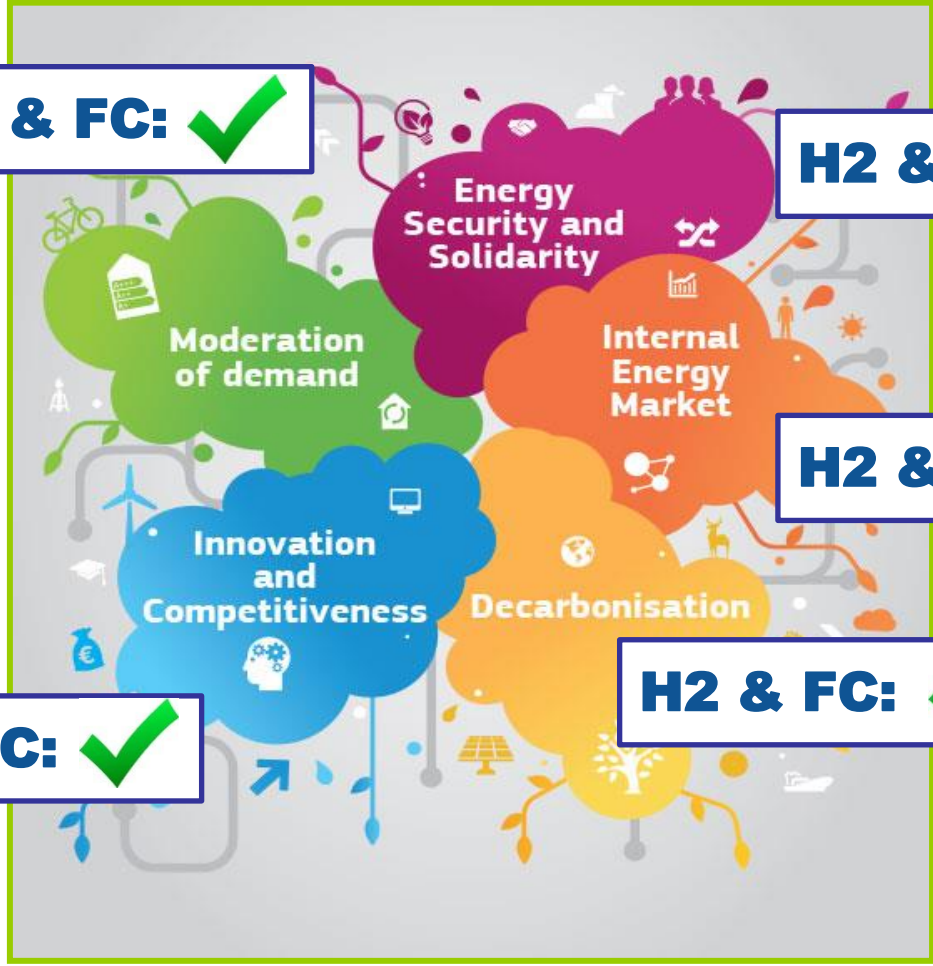 & FC:
H2 &
Energy
Security and
Solidarity
Moderation
of demand
Internal
Energy
Market
H2 &
Innovation
and
Competitiveness
Decarbonisation
H2 & FC:
C:
€